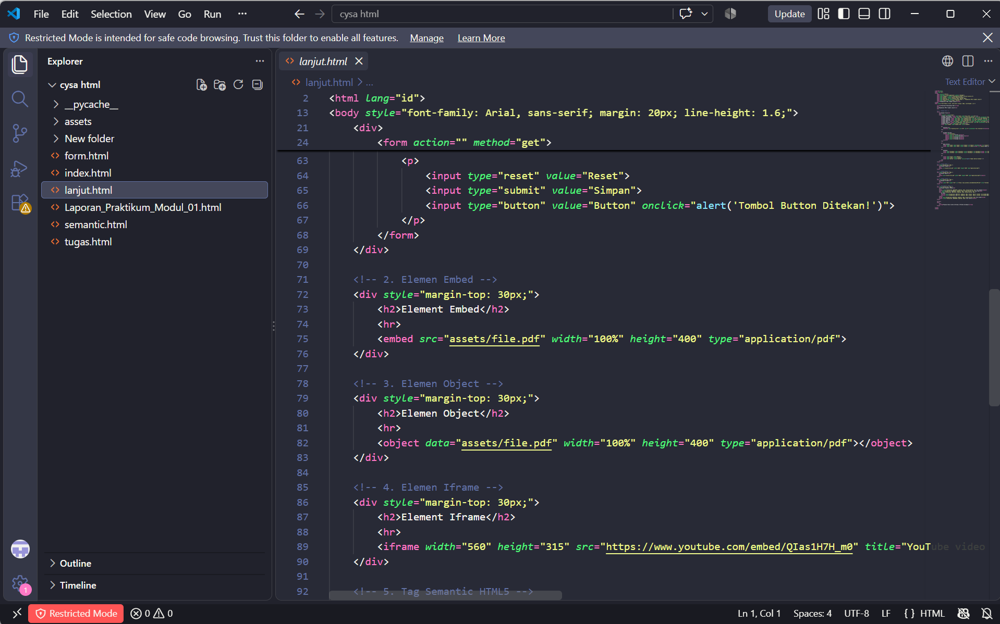 File Edit Selection View Go Run ··· cysa html Update
Restricted Mode is intended for safe code browsing. Trust this folder to enable all features. Manage Learn More
Explorer
cysa html
__pycache__
assets
New folder
form.html
index.html
lanjut.html
Laporan_Praktikum_Modul_01.html
semantic.html
tugas.html
Outline
Timeline
1
lanjut.html
lanjut.html > ...
Text Editor
2 <html lang="id">
13 <body style="font-family: Arial, sans-serif; margin: 20px; line-height: 1.6;">
21 <div>
24 <form action="" method="get">
63 <p>
64 <input type="reset" value="Reset">
65 <input type="submit" value="Simpan">
66 <input type="button" value="Button" onclick="alert('Tombol Button Ditekan!')">
67 </p>
68 </form>
69 </div>
70
71 <!-- 2. Elemen Embed -->
72 <div style="margin-top: 30px;">
73 <h2>Element Embed</h2>
74 <hr>
75 <embed src="assets/file.pdf" width="100%" height="400" type="application/pdf">
76 </div>
77
78 <!-- 3. Elemen Object -->
79 <div style="margin-top: 30px;">
80 <h2>Elemen Object</h2>
81 <hr>
82 <object data="assets/file.pdf" width="100%" height="400" type="application/pdf"></object>
83 </div>
84
85 <!-- 4. Elemen Iframe -->
86 <div style="margin-top: 30px;">
87 <h2>Element Iframe</h2>
88 <hr>
89 <iframe width="560" height="315" src="https://www.youtube.com/embed/QIas1H7H_m0" title="YouTube video
90 </div>
91
92 <!-- 5. Tag Semantic HTML5 -->
Restricted Mode 0 0 Ln 1, Col 1 Spaces: 4 UTF-8 LF { } HTML